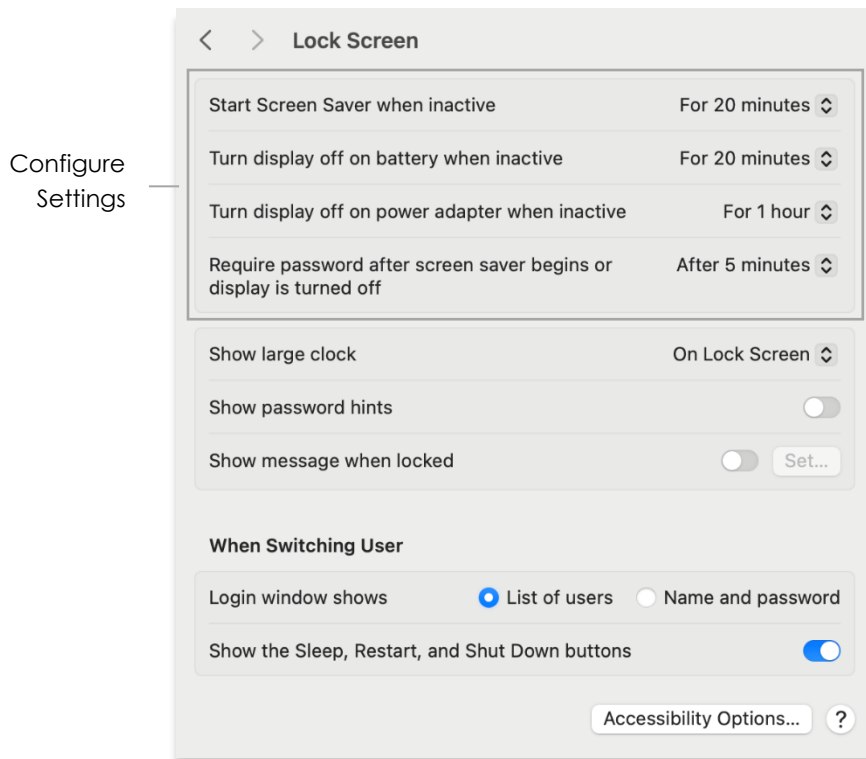 Lock Screen
Start Screen Saver when inactive For 20 minutes
Configure Settings
Turn display off on battery when inactive For 20 minutes
Turn display off on power adapter when inactive For 1 hour
Require password after screen saver begins or
display is turned off After 5 minutes
Show large clock On Lock Screen
Show password hints
Show message when locked Set...
When Switching User
Login window shows List of users Name and password
Show the Sleep, Restart, and Shut Down buttons
Accessibility Options... ?